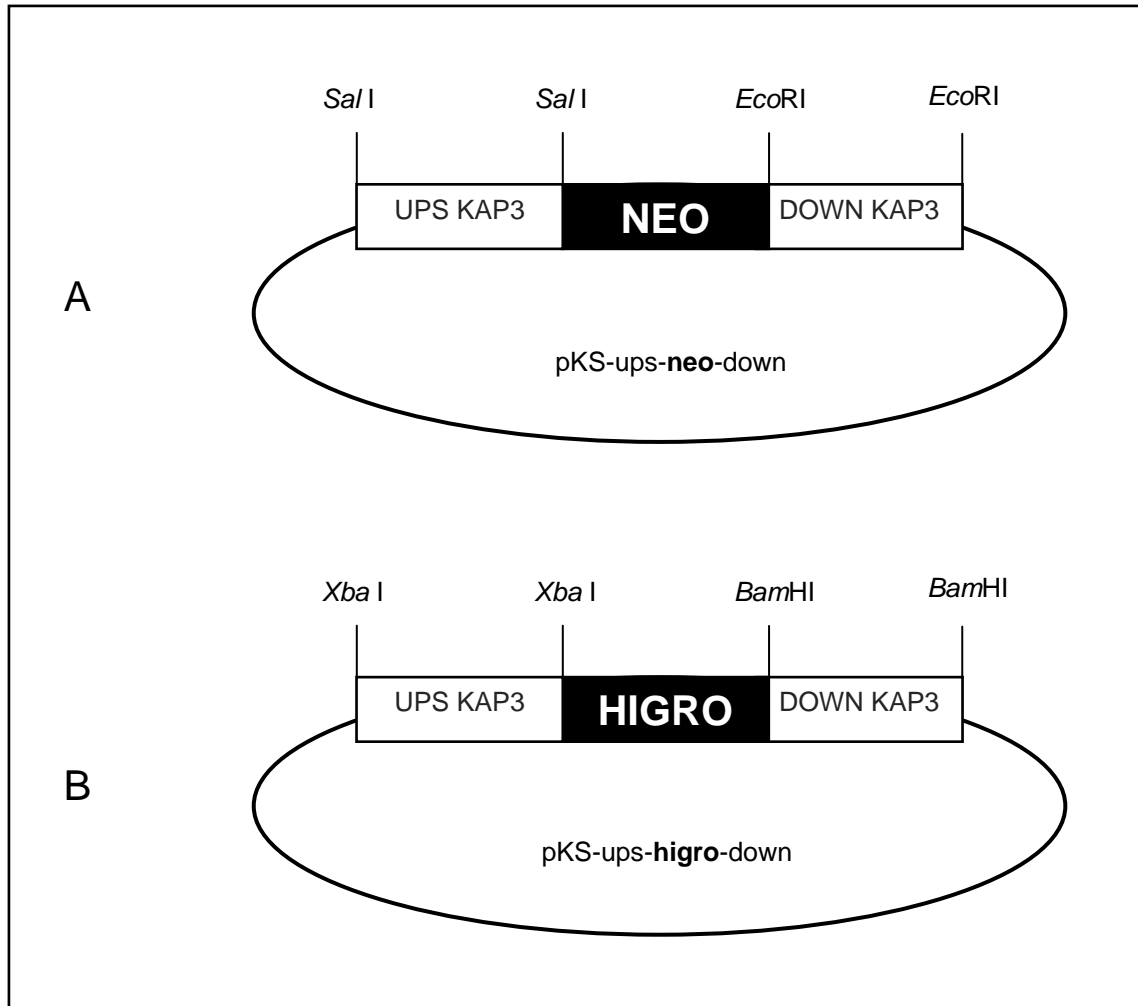 Sal I Sal I EcoRI EcoRI
UPS KAP3 NEO DOWN KAP3
A
pKS-ups-neo-down
Xba I Xba I BamHI BamHI
UPS KAP3 HIGRO DOWN KAP3
B
pKS-ups-higro-down